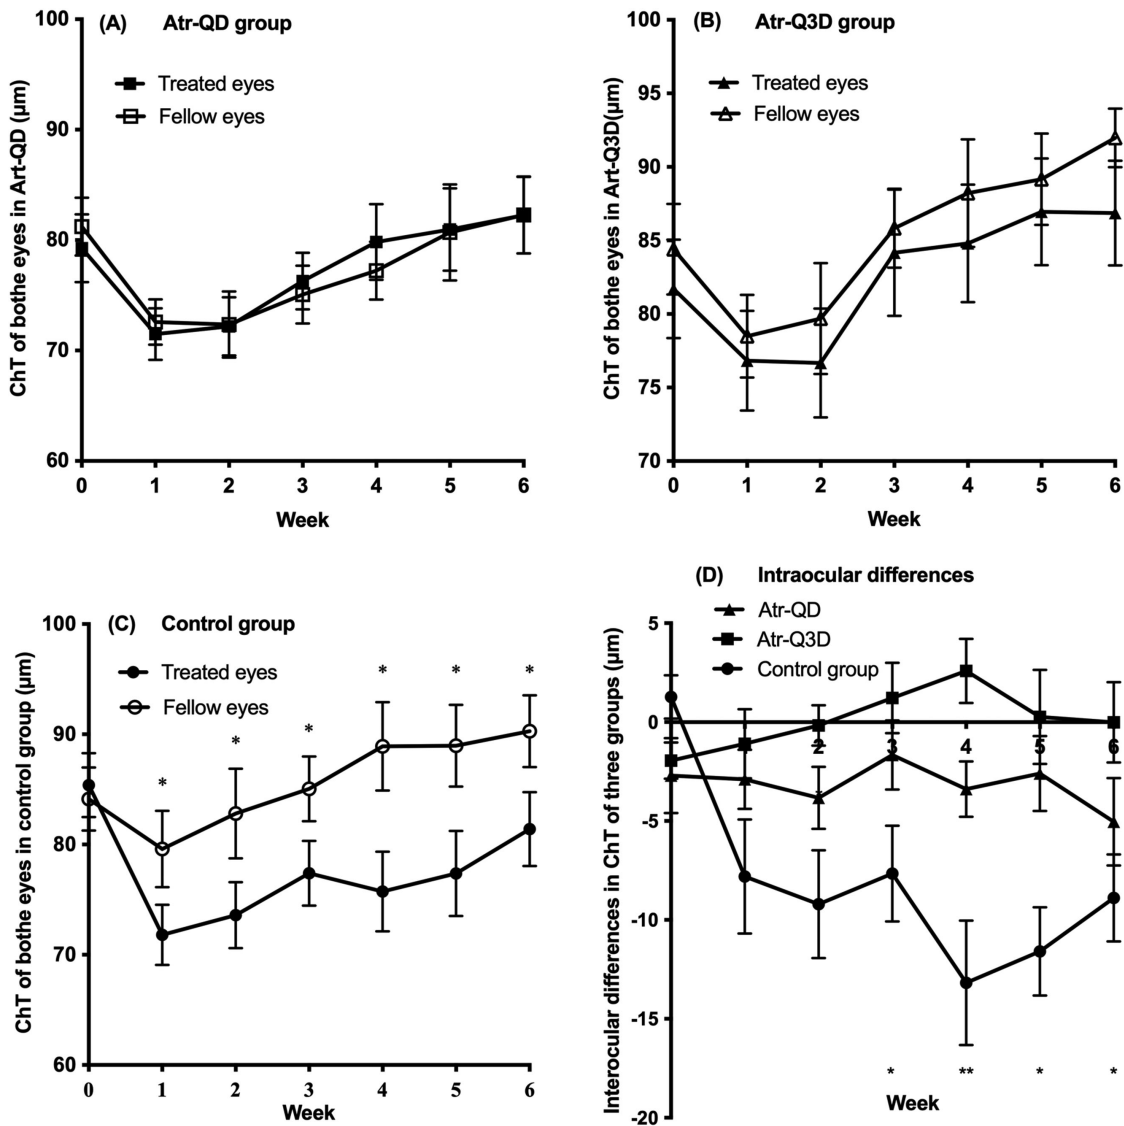 (A) Atr-QD group
Treated eyes
Fellow eyes
ChT of bothe eyes in Art-QD (μm)
100
90
80
70
60
0 1 2 3 4 5 6
Week
(B) Atr-Q3D group
Treated eyes
Fellow eyes
ChT of bothe eyes in Art-Q3D(μm)
100
95
90
85
80
75
70
0 1 2 3 4 5 6
Week
(C) Control group
Treated eyes
Fellow eyes
ChT of bothe eyes in control group (μm)
100
90
80
70
60
* * * * * *
0 1 2 3 4 5 6
Week
(D) Intraocular differences
Atr-QD
Atr-Q3D
Control group
Interocular differences in ChT of three groups (μm)
5
0
-5
-10
-15
-20
1 2 3 4 5 6
* ** * *
Week